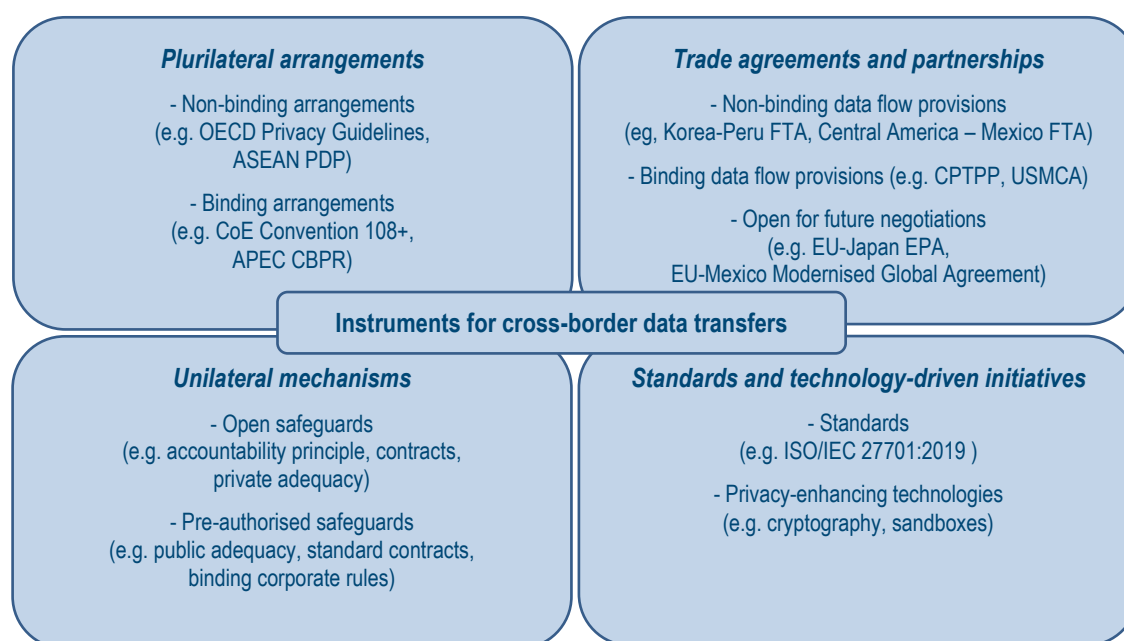 Plurilateral arrangements
- Non-binding arrangements
(e.g. OECD Privacy Guidelines,
ASEAN PDP)
- Binding arrangements
(e.g. CoE Convention 108+,
APEC CBPR)
Trade agreements and partnerships
- Non-binding data flow provisions
(eg, Korea-Peru FTA, Central America – Mexico FTA)
- Binding data flow provisions (e.g. CPTPP, USMCA)
- Open for future negotiations
(e.g. EU-Japan EPA,
EU-Mexico Modernised Global Agreement)
Instruments for cross-border data transfers
Unilateral mechanisms
- Open safeguards
(e.g. accountability principle, contracts,
private adequacy)
- Pre-authorised safeguards
(e.g. public adequacy, standard contracts,
binding corporate rules)
Standards and technology-driven initiatives
- Standards
(e.g. ISO/IEC 27701:2019 )
- Privacy-enhancing technologies
(e.g. cryptography, sandboxes)